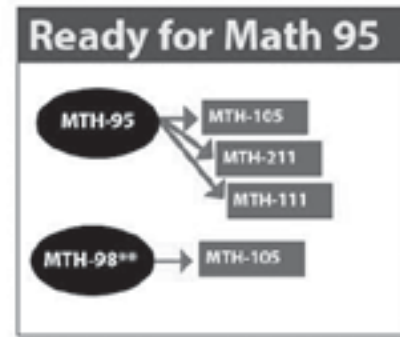 Ready for Math 95
MTH-95
MTH-105
MTH-211
MTH-111
MTH-98**
MTH-105